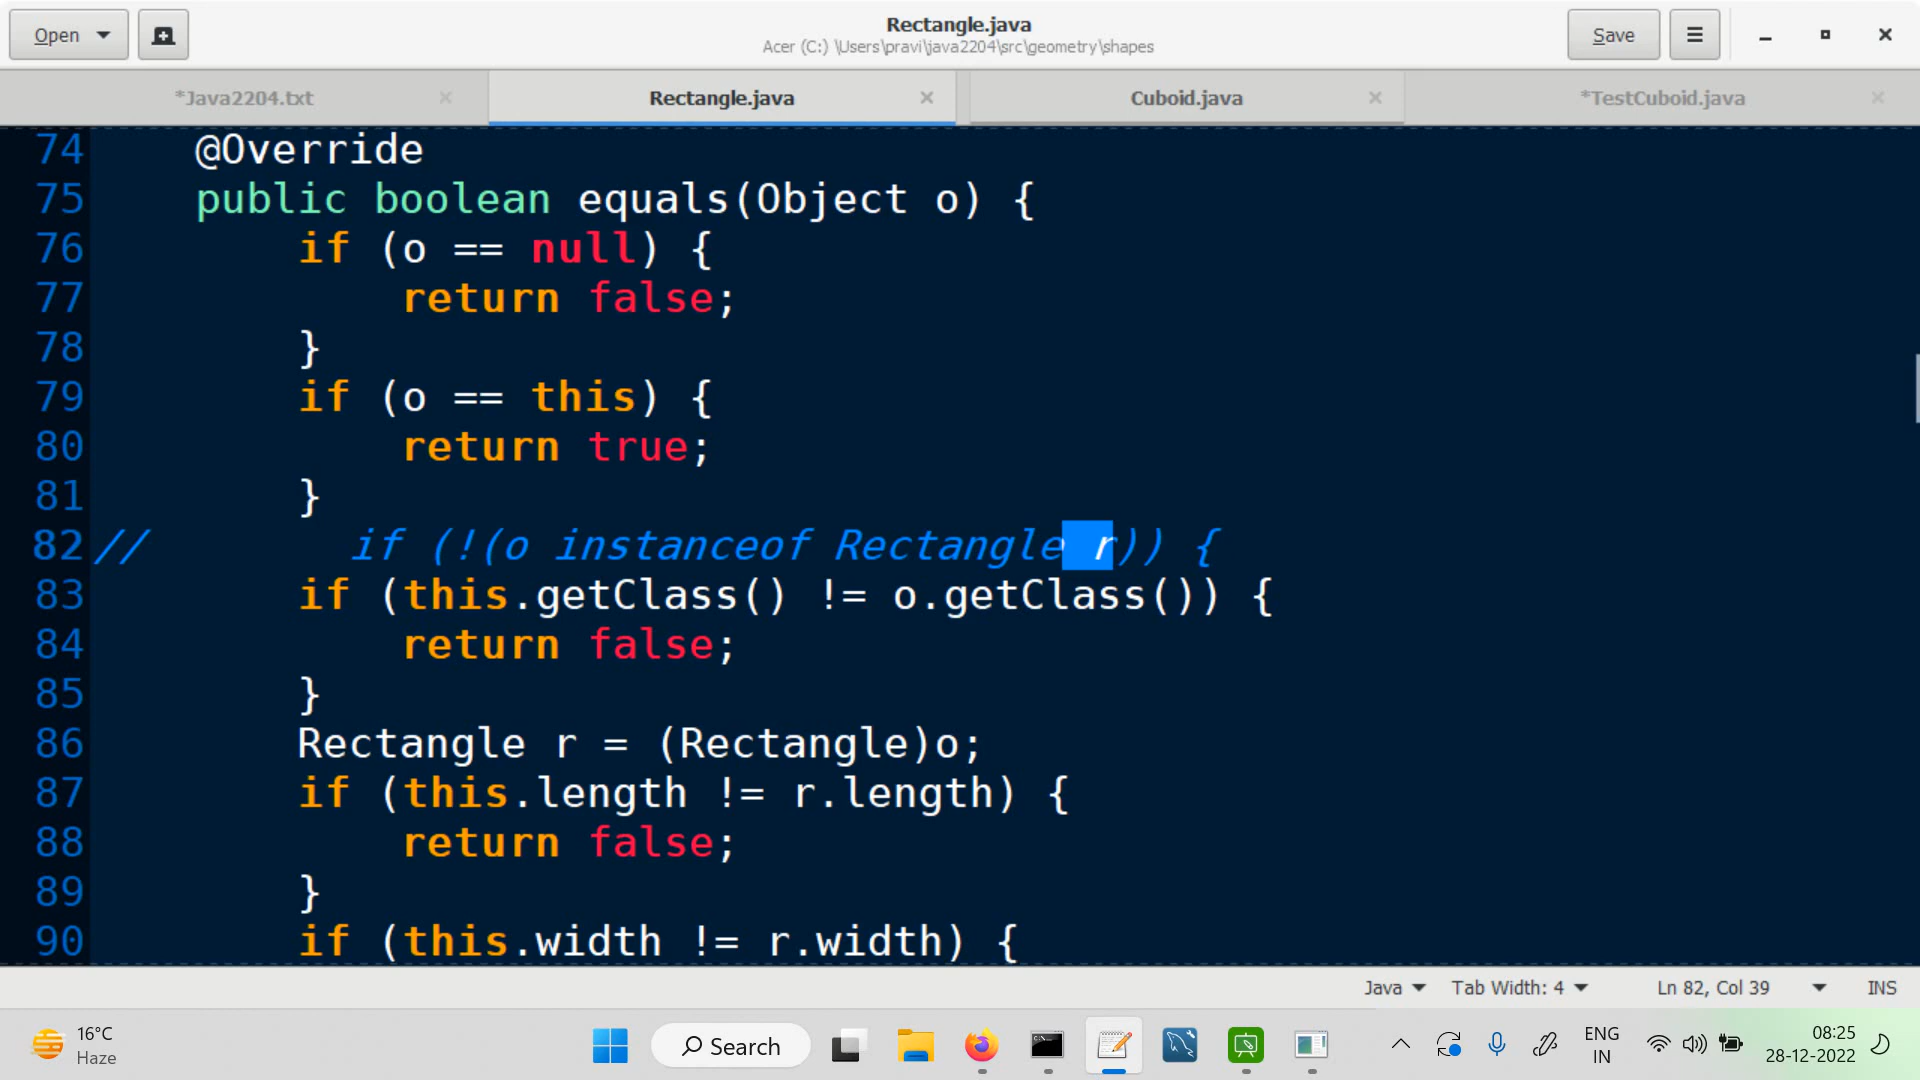 Open
Rectangle.java
Acer (C:) \Users\pravi\java2204\src\geometry\shapes
Save
*Java2204.txt
Rectangle.java
Cuboid.java
*TestCuboid.java
74 @Override
75 public boolean equals(Object o) {
76 if (o == null) {
77 return false;
78 }
79 if (o == this) {
80 return true;
81 }
82 // if (!(o instanceof Rectangle r)) {
83 if (this.getClass() != o.getClass()) {
84 return false;
85 }
86 Rectangle r = (Rectangle)o;
87 if (this.length != r.length) {
88 return false;
89 }
90 if (this.width != r.width) {
Java Tab Width: 4 Ln 82, Col 39 INS
16°C
Haze
Search
ENG
IN
08:25
28-12-2022